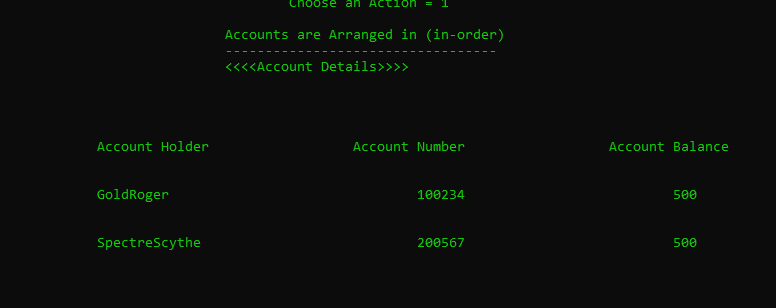 Choose an Action = 1
Accounts are Arranged in (in-order)
----------------------------------
<<<<Account Details>>>>
Account Holder Account Number Account Balance
GoldRoger 100234 500
SpectreScythe 200567 500